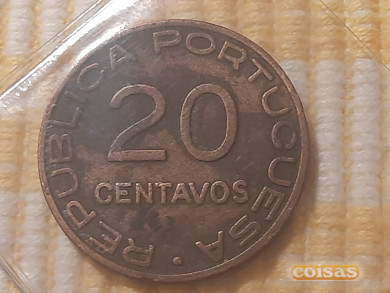 REPUBLICA PORTUGUESA
20
CENTAVOS
coisas